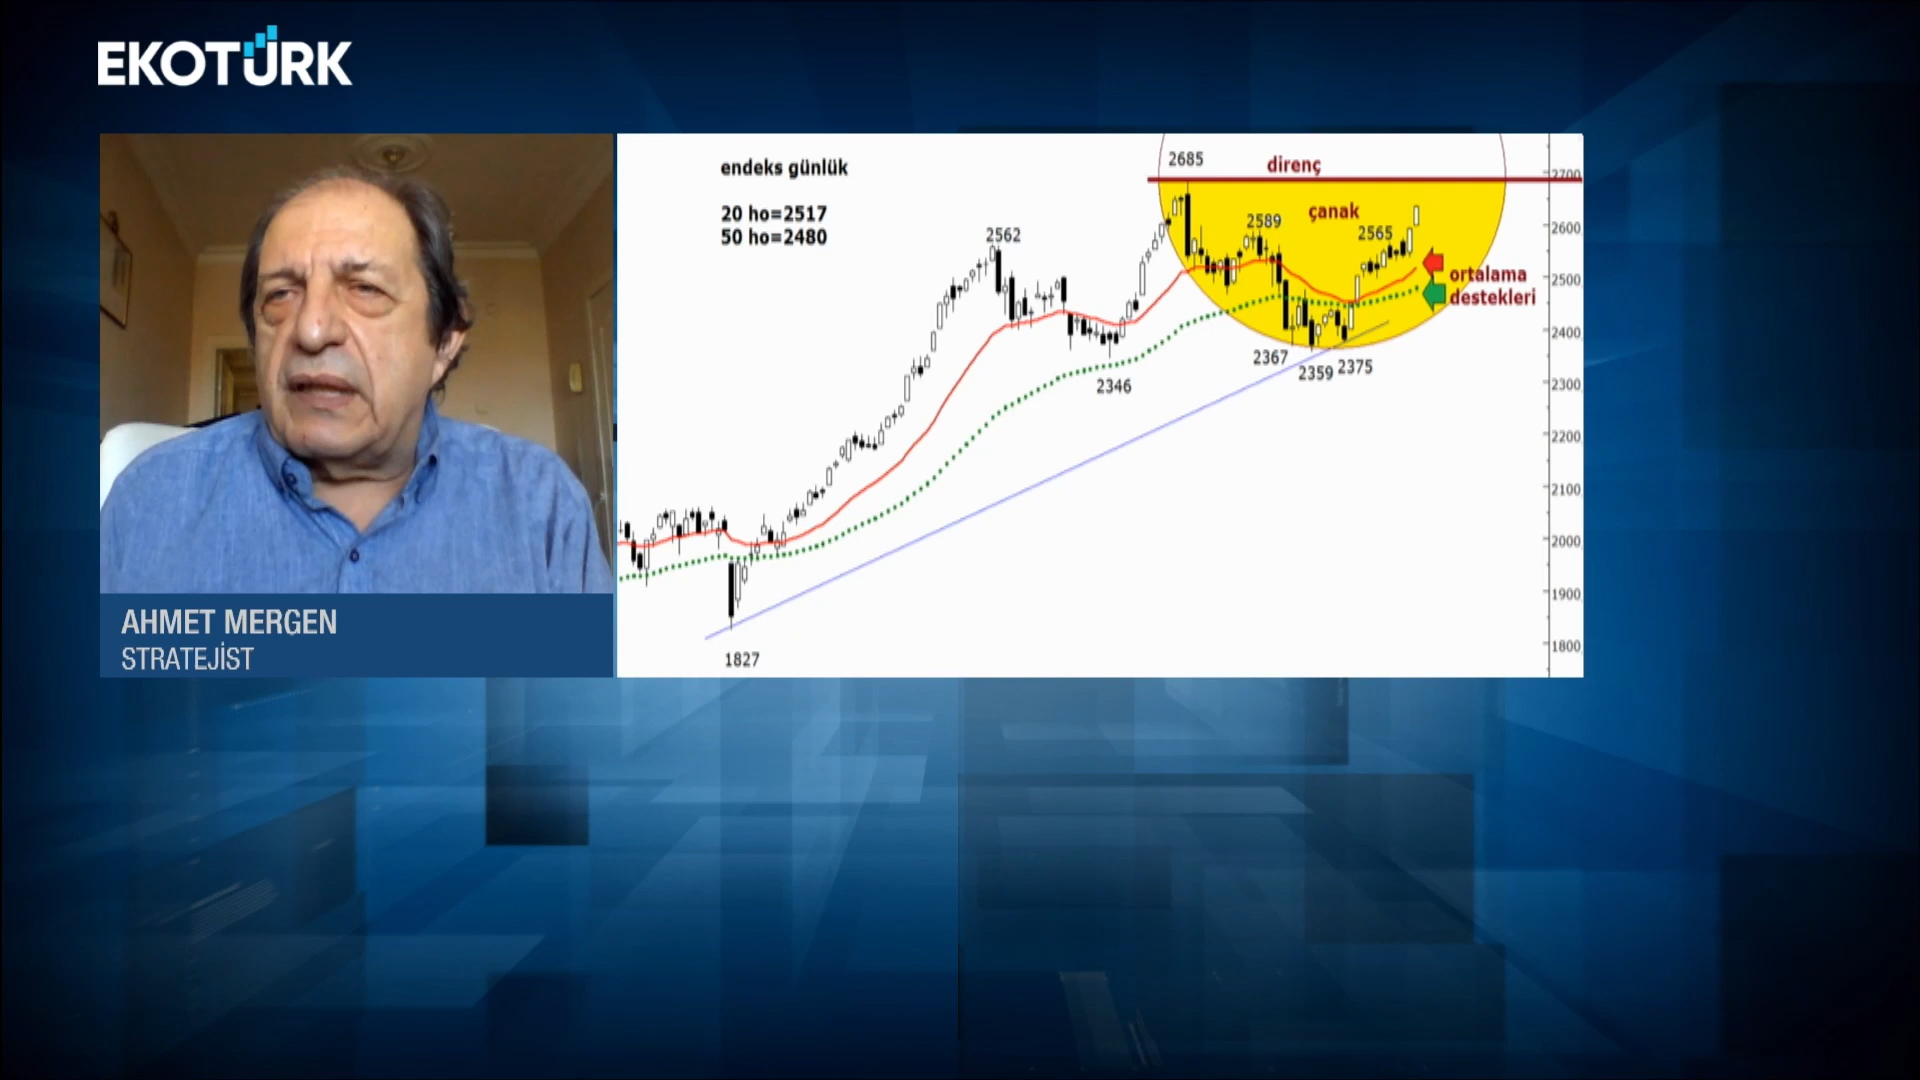 EKOTÜRK
AHMET MERGEN
STRATEJİST
endeks günlük
20 ho=2517
50 ho=2480
2685
direnç
çanak
2562
2589
2565
ortalama
destekleri
2346
2367
2359
2375
1827
2700
2600
2500
2400
2300
2200
2100
2000
1900
1800